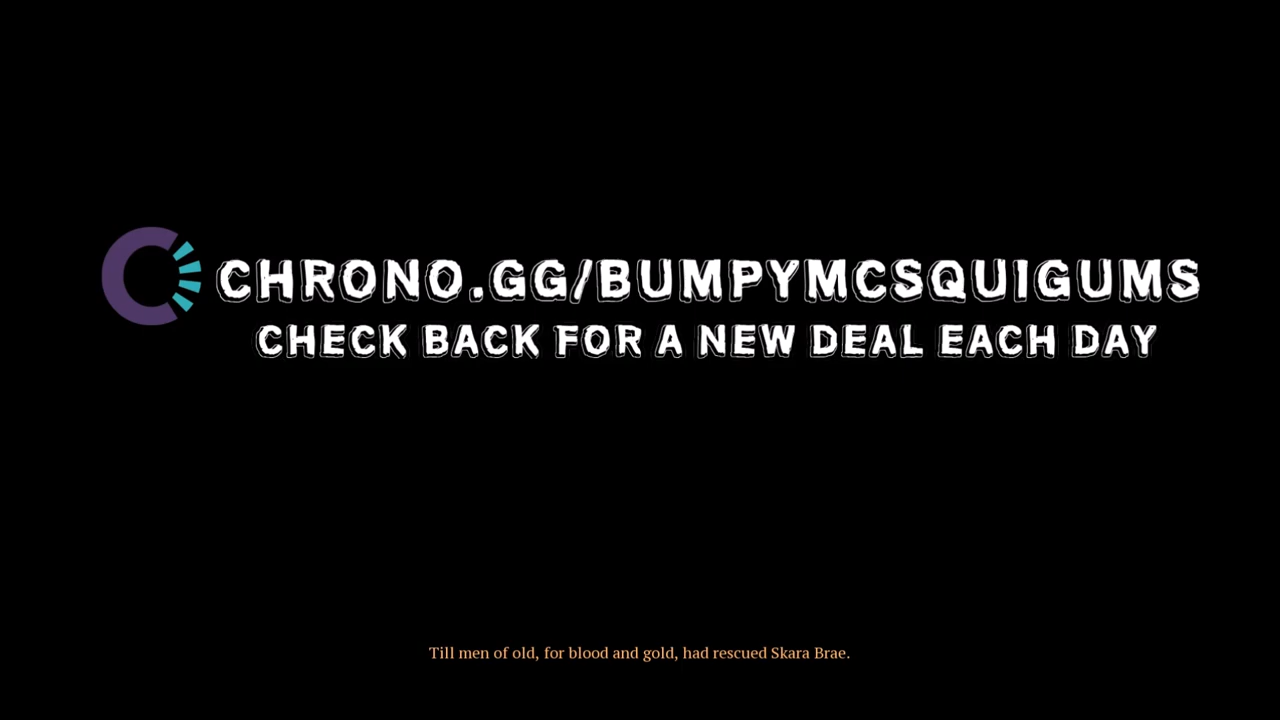 CHRONO.GG/BUMPYMCSQUIGUMS
CHECK BACK FOR A NEW DEAL EACH DAY
Till men of old, for blood and gold, had rescued Skara Brae.